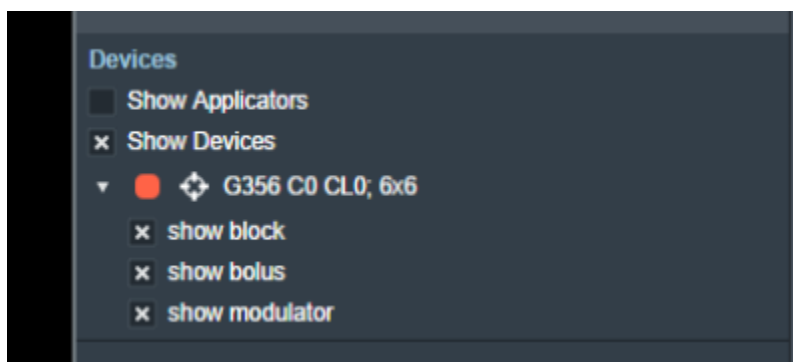 Devices
Show Applicators
Show Devices
G356 C0 CL0; 6x6
show block
show bolus
show modulator